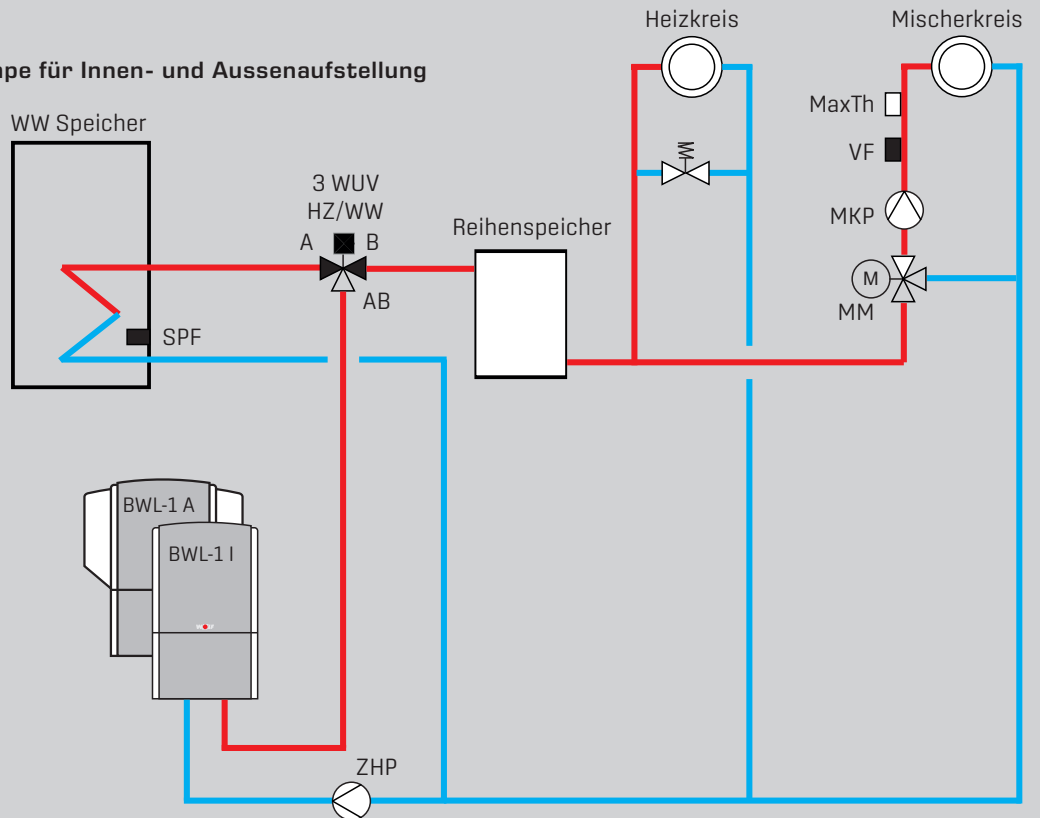 Heizkreis
Mischerkreis
für Innen- und Aussenaufstellung
WW Speicher
MaxTh
VF
3 WUV
HZ/WW
A
B
AB
Reihenspeicher
MKP
M
MM
SPF
BWL-1 A
BWL-1 I
ZHP